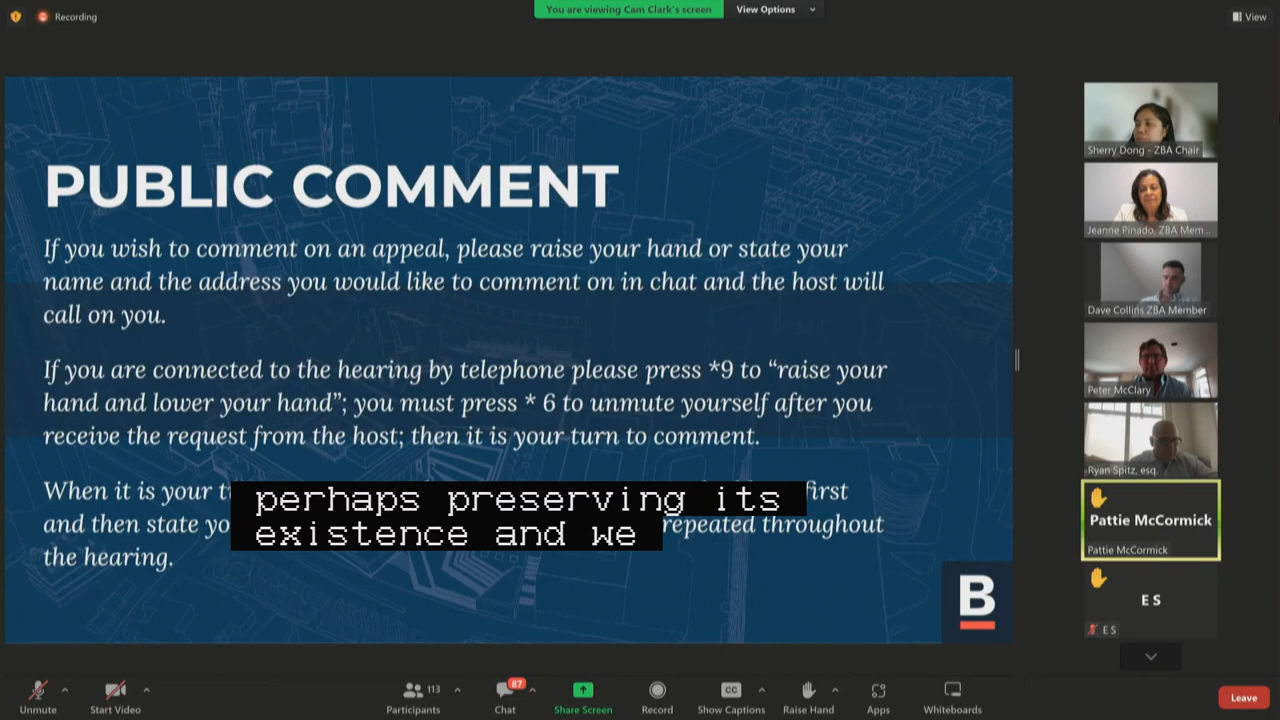 Recording
You are viewing Cam Clark's screen
View Options
View
PUBLIC COMMENT
If you wish to comment on an appeal, please raise your hand or state your
name and the address you would like to comment on in chat and the host will
call on you.
If you are connected to the hearing by telephone please press *9 to “raise your
hand and lower your hand”; you must press * 6 to unmute yourself after you
receive the request from the host; then it is your turn to comment.
When it is your first
and then state repeated throughout
the hearing.
perhaps preserving its
existence and we
B
Sherry Dong - ZBA Chair
Jeanne Pinado, ZBA Mem...
Dave Collins ZBA Member
Peter McClary
Ryan Spitz, esq.
Pattie McCormick
Pattie McCormick
E S
E S
Unmute
Start Video
113
Participants
87
Chat
Share Screen
Record
CC
Show Captions
Raise Hand
Apps
Whiteboards
Leave